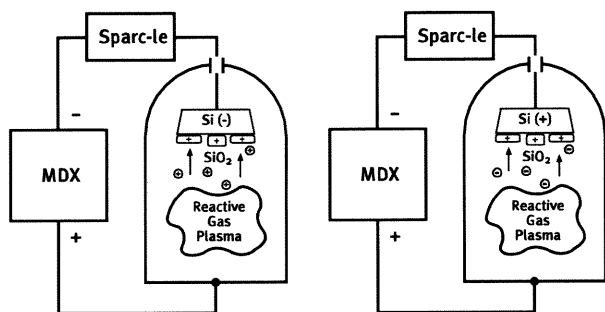 Sparc-le
−
Si (-)
+ + +
SiO₂
+
+ +
+
MDX
Reactive
Gas
Plasma
+
Sparc-le
−
Si (+)
+ + +
SiO₂
−
− −
−
MDX
Reactive
Gas
Plasma
+